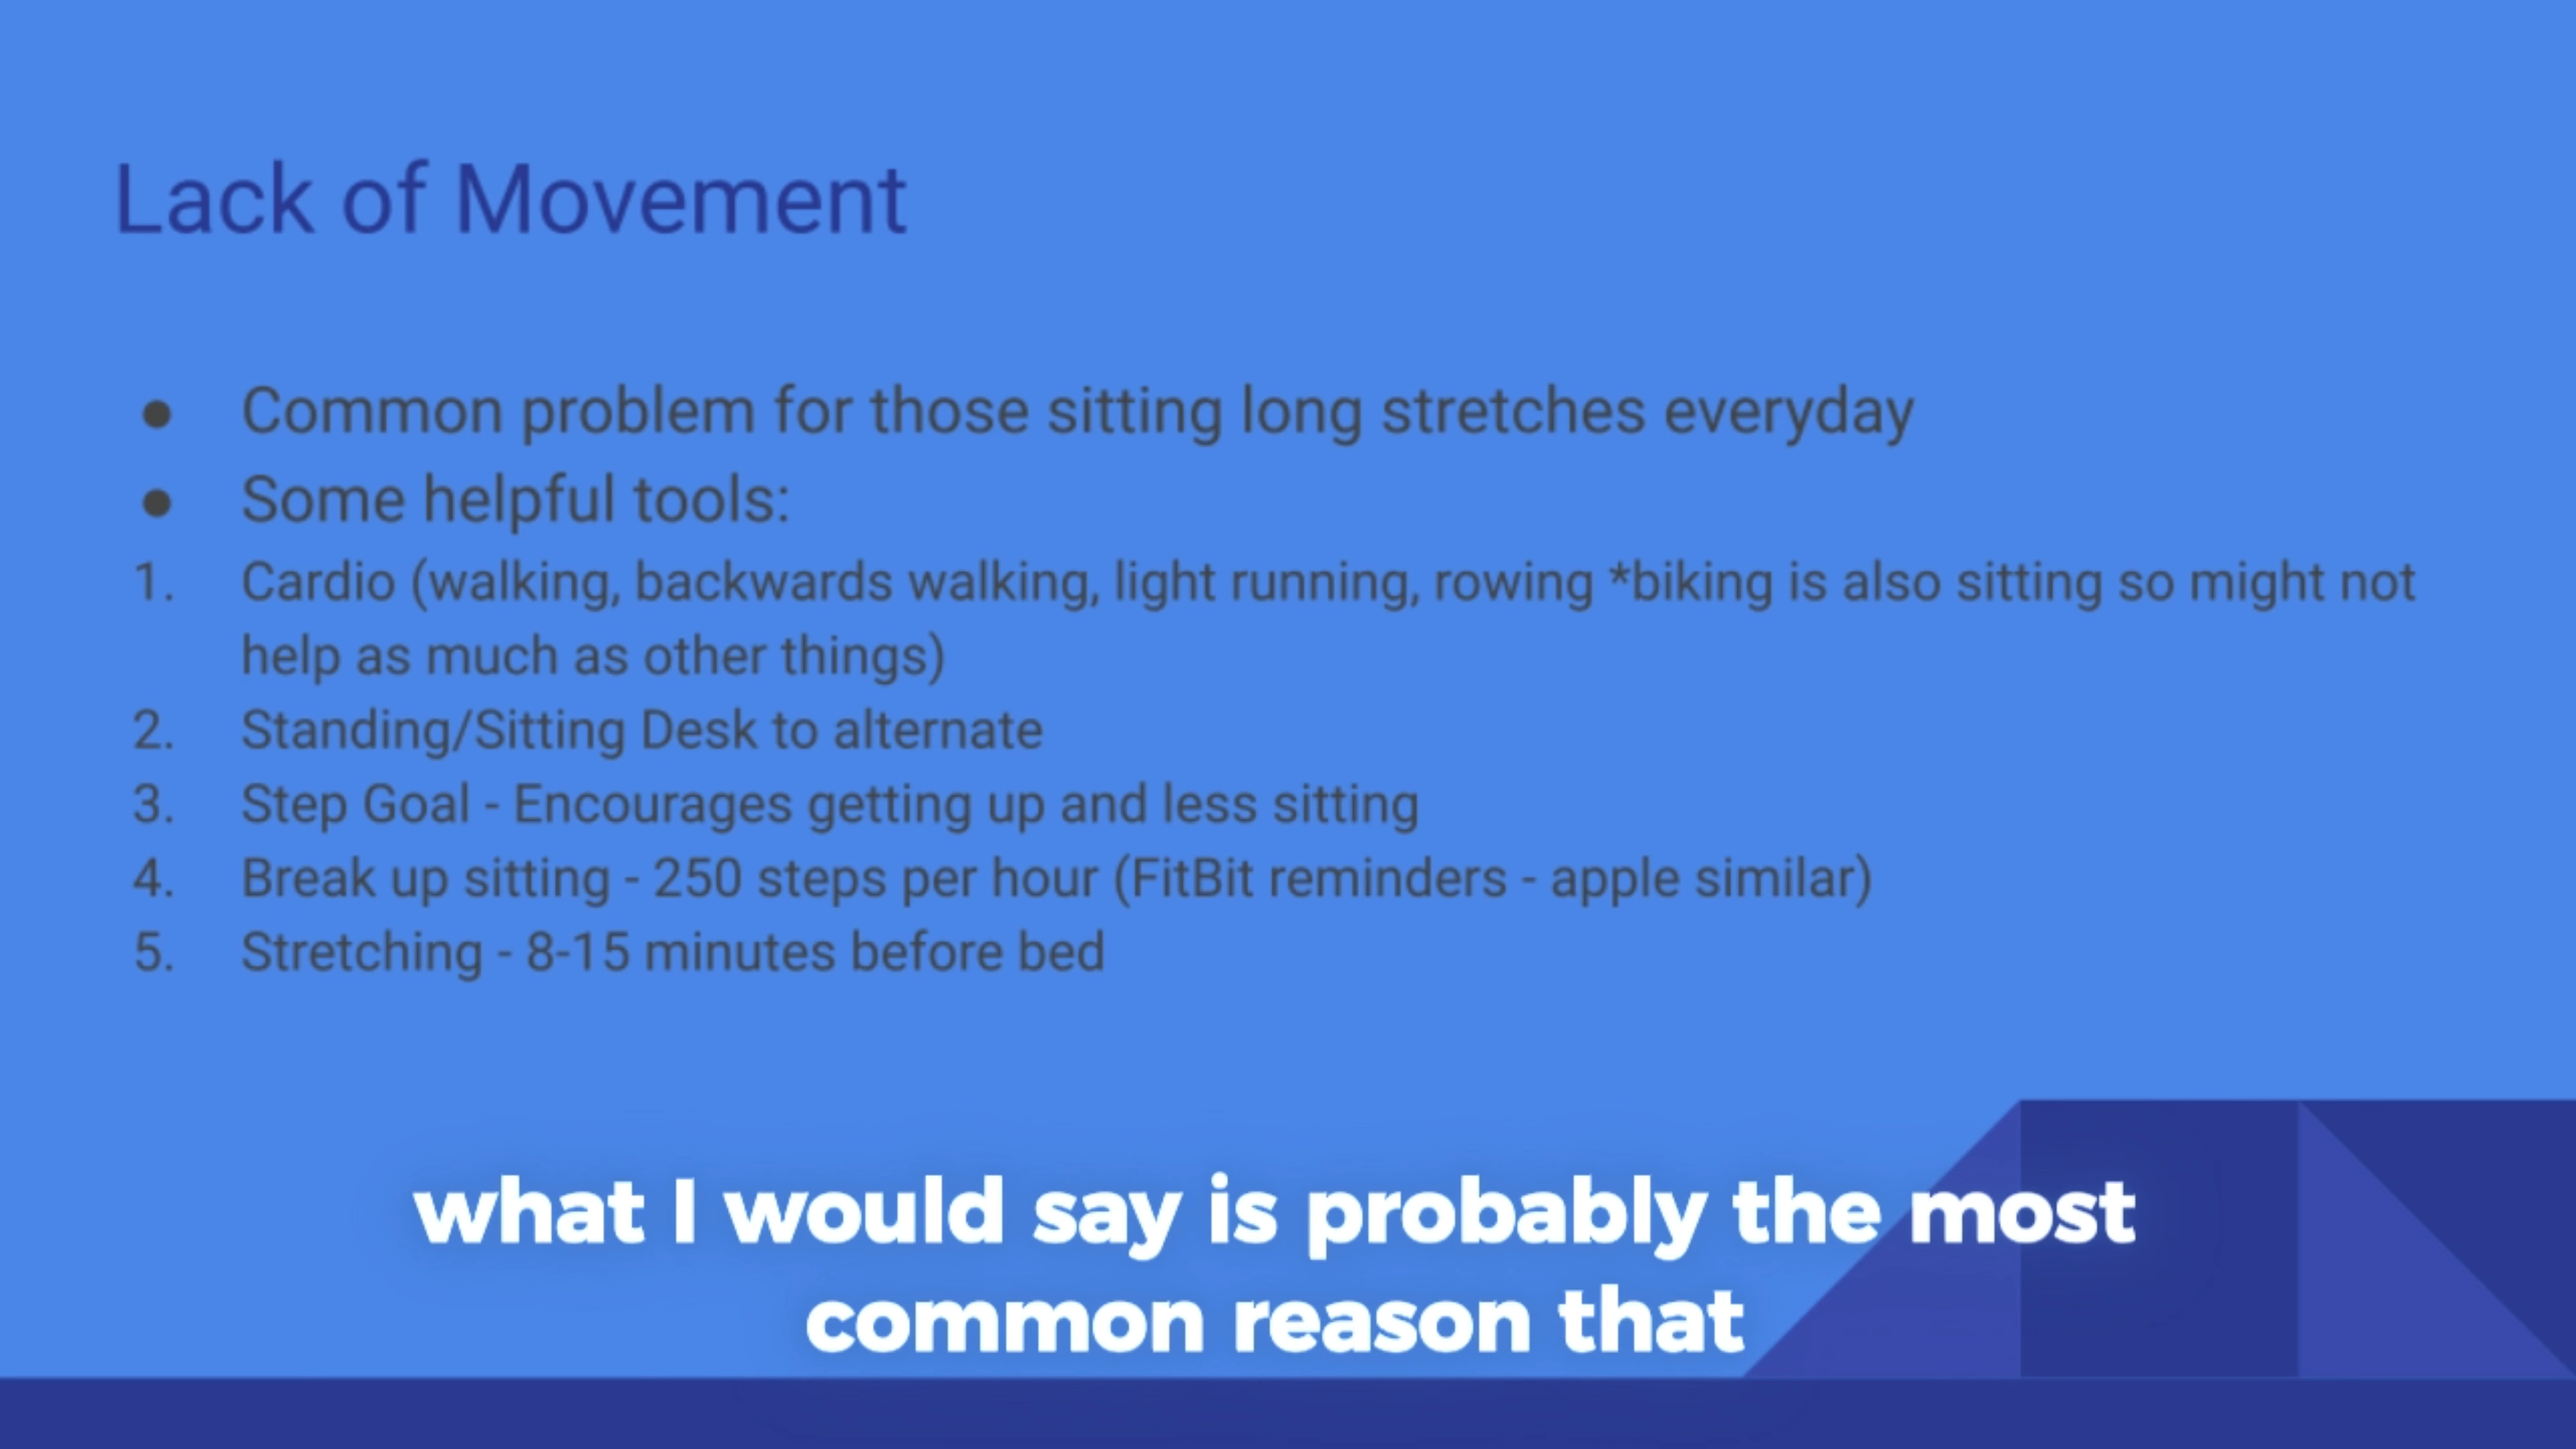 Lack of Movement
● Common problem for those sitting long stretches everyday
● Some helpful tools:
1. Cardio (walking, backwards walking, light running, rowing *biking is also sitting so might not
help as much as other things)
2. Standing/Sitting Desk to alternate
3. Step Goal - Encourages getting up and less sitting
4. Break up sitting - 250 steps per hour (FitBit reminders - apple similar)
5. Stretching - 8-15 minutes before bed
what I would say is probably the most
common reason that